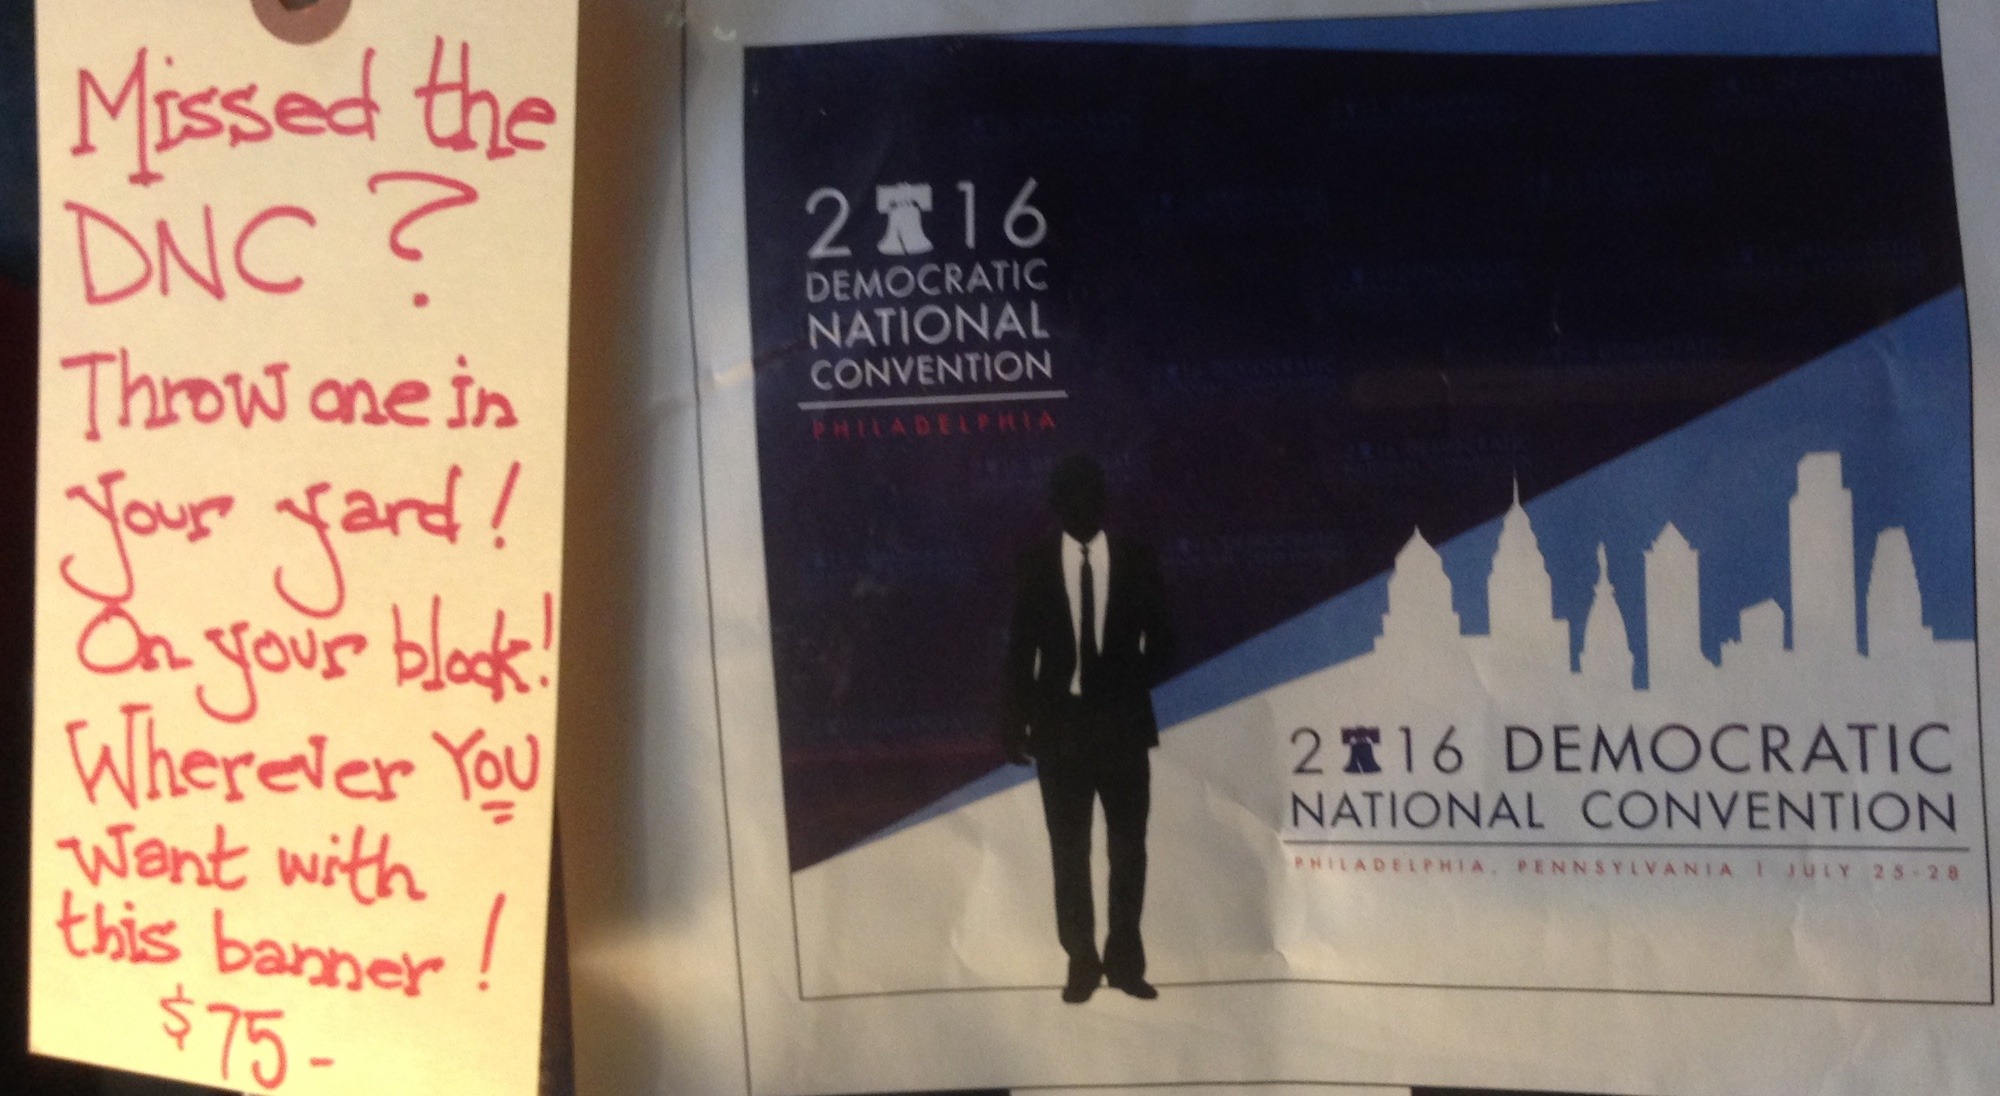 Missed the
DNC?
Throw one in
your yard!
On your block!
Wherever YOU
want with
this banner!
$75-
2016
DEMOCRATIC
NATIONAL
CONVENTION
PHILADELPHIA
2016 DEMOCRATIC
NATIONAL CONVENTION
PHILADELPHIA, PENNSYLVANIA | JULY 25-28